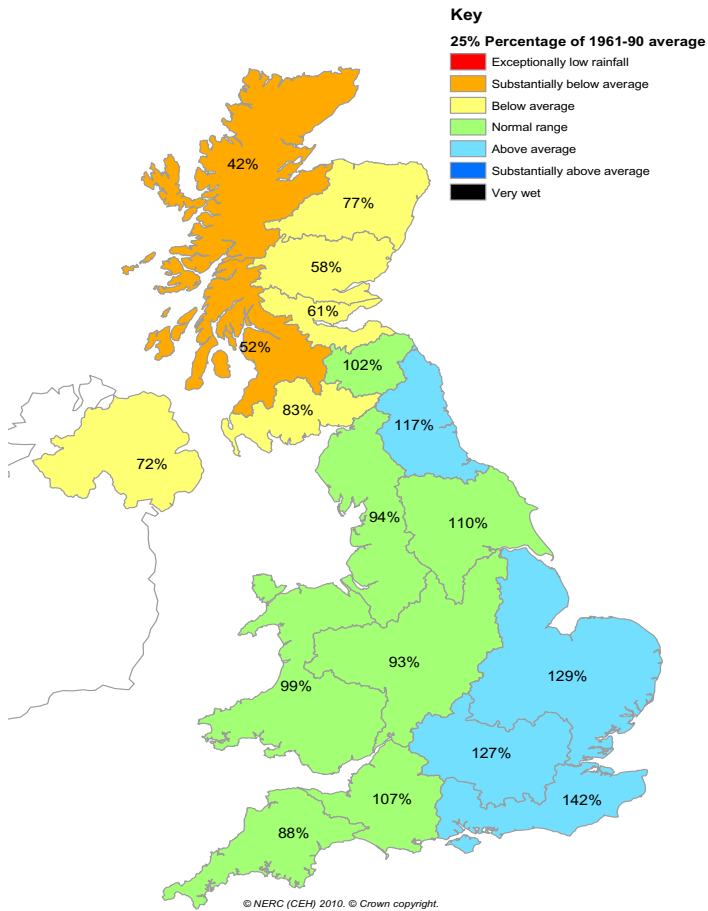 Key
25% Percentage of 1961-90 average
Exceptionally low rainfall
Substantially below average
Below average
Normal range
Above average
Substantially above average
Very wet
42%
77%
58%
61%
52%
102%
83%
117%
72%
94%
110%
93%
129%
99%
127%
107%
142%
88%
© NERC (CEH) 2010. © Crown copyright.